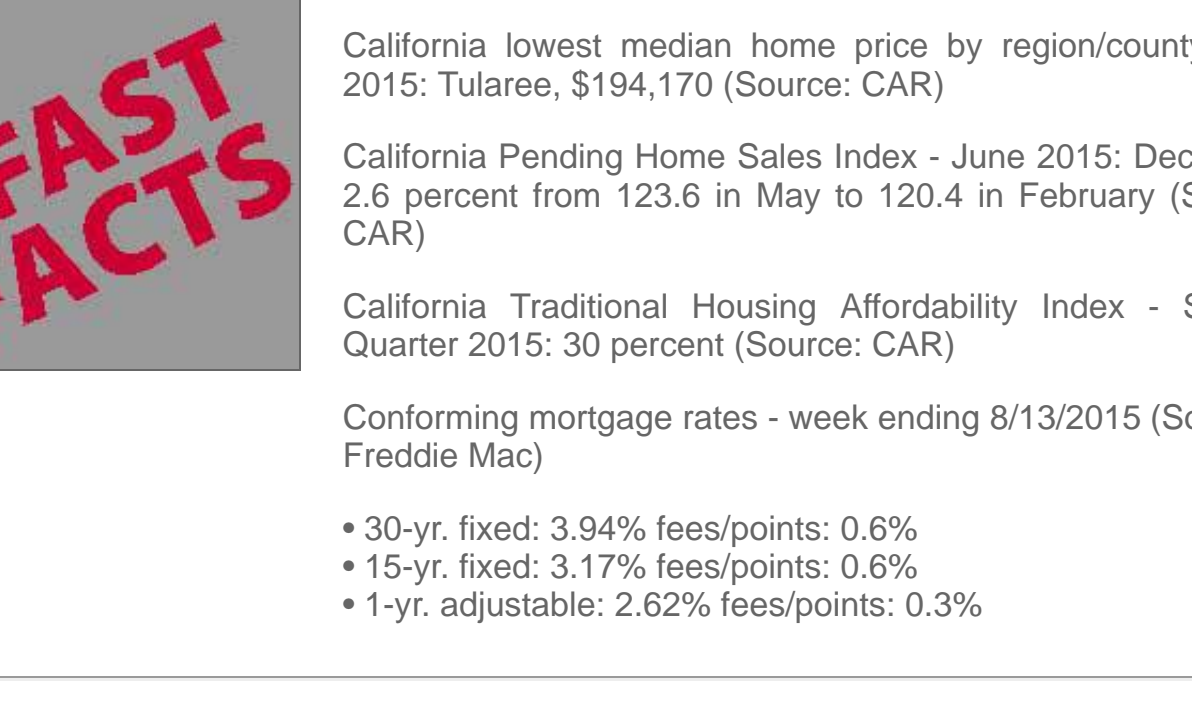 FAST
ACTS
California lowest median home price by region/county
2015: Tularee, $194,170 (Source: CAR)
California Pending Home Sales Index - June 2015: Dec
2.6 percent from 123.6 in May to 120.4 in February (S
CAR)
California Traditional Housing Affordability Index - S
Quarter 2015: 30 percent (Source: CAR)
Conforming mortgage rates - week ending 8/13/2015 (So
Freddie Mac)
• 30-yr. fixed: 3.94% fees/points: 0.6%
• 15-yr. fixed: 3.17% fees/points: 0.6%
• 1-yr. adjustable: 2.62% fees/points: 0.3%